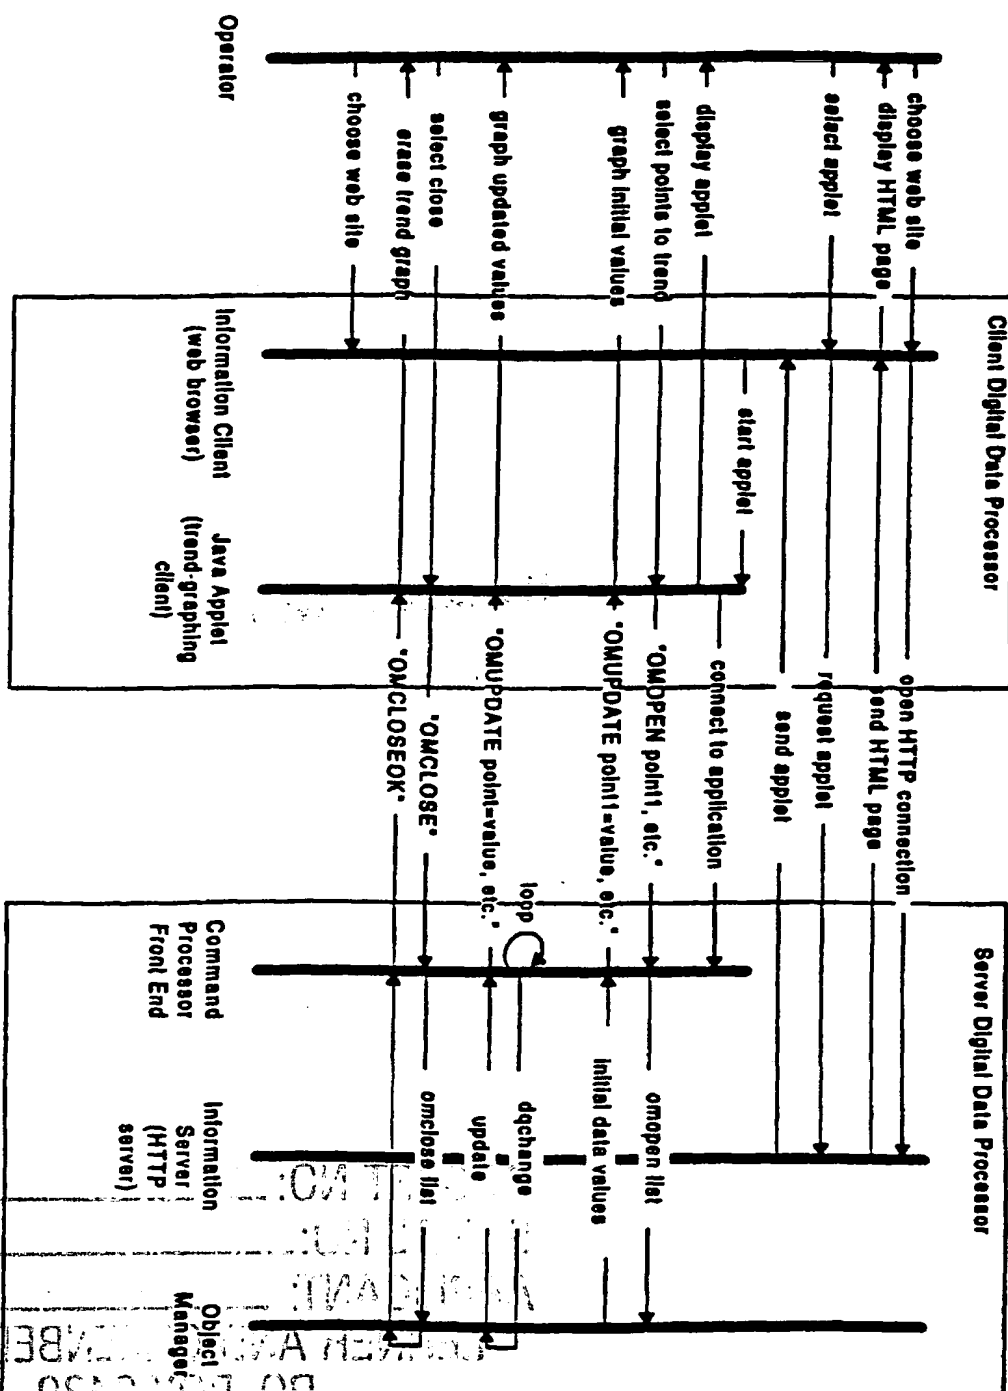 Client Digital Data Processor
Server Digital Data Processor
choose web site
open HTTP connection
display HTML page
send HTML page
select applet
request applet
send applet
start applet
connect to application
display applet
select points to trend
"OMOPEN point1, etc."
omopen list
graph initial values
"OMUPDATE point1=value, etc."
initial data values
loop
dqchange
graph updated values
"OMUPDATE point=value, etc."
update
select close
"OMCLOSE"
omclose list
erase trend graph
"OMCLOSEOK"
choose web site
Operator
Information Client
(web browser)
Java Applet
(trend-graphing
client)
Command
Processor
Front End
Information
Server
(HTTP
server)
Object
Manager